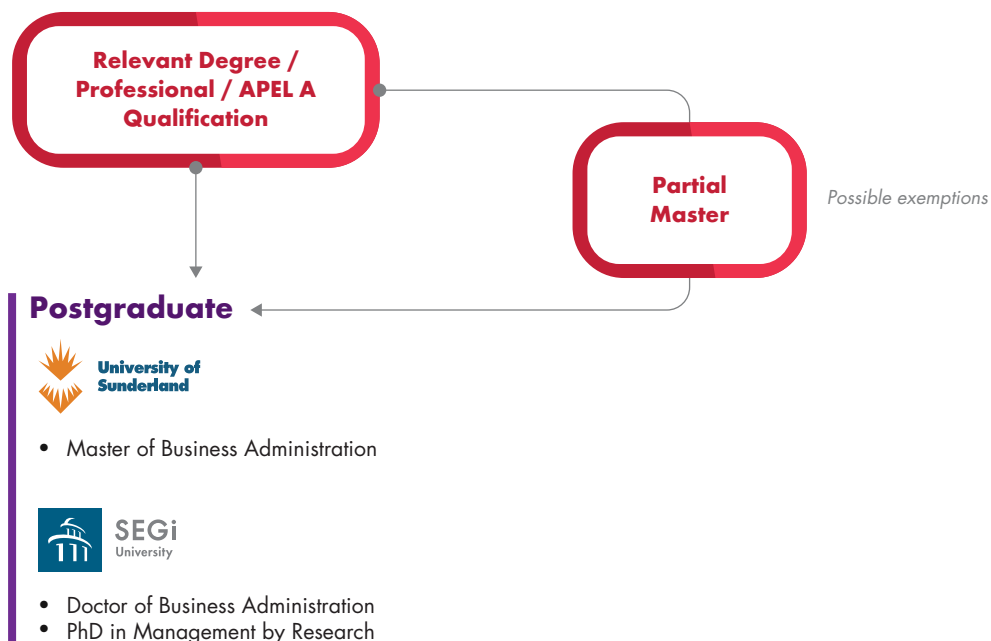 Relevant Degree /
Professional / APEL A
Qualification
Partial
Master
Possible exemptions
Postgraduate
University of
Sunderland
• Master of Business Administration
SEGi
University
• Doctor of Business Administration
• PhD in Management by Research